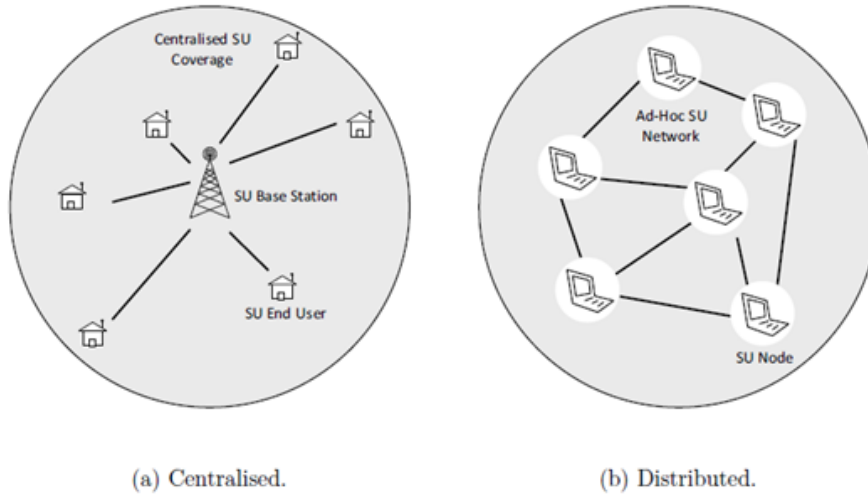 Centralised SU
Coverage
SU Base Station
SU End User
Ad-Hoc SU
Network
SU Node
(a) Centralised.
(b) Distributed.